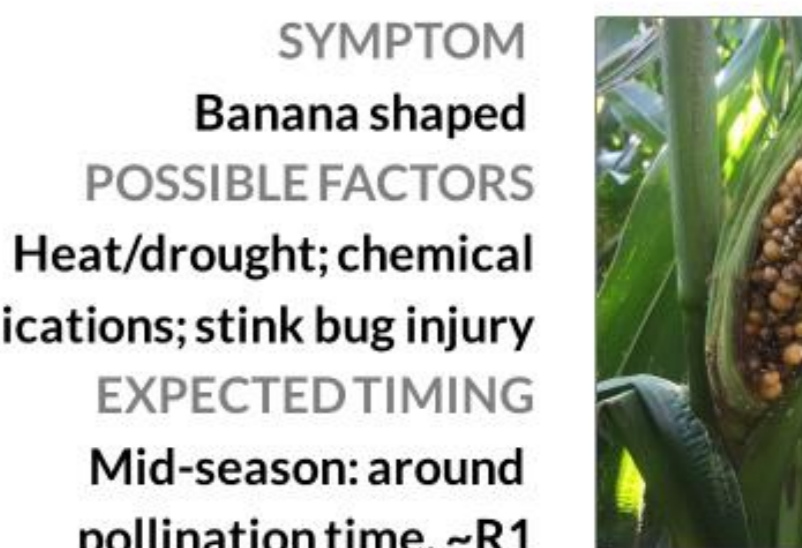 SYMPTOM
Banana shaped
POSSIBLE FACTORS
Heat/drought; chemical
ications; stink bug injury
EXPECTED TIMING
Mid-season: around
pollination time, ~R1